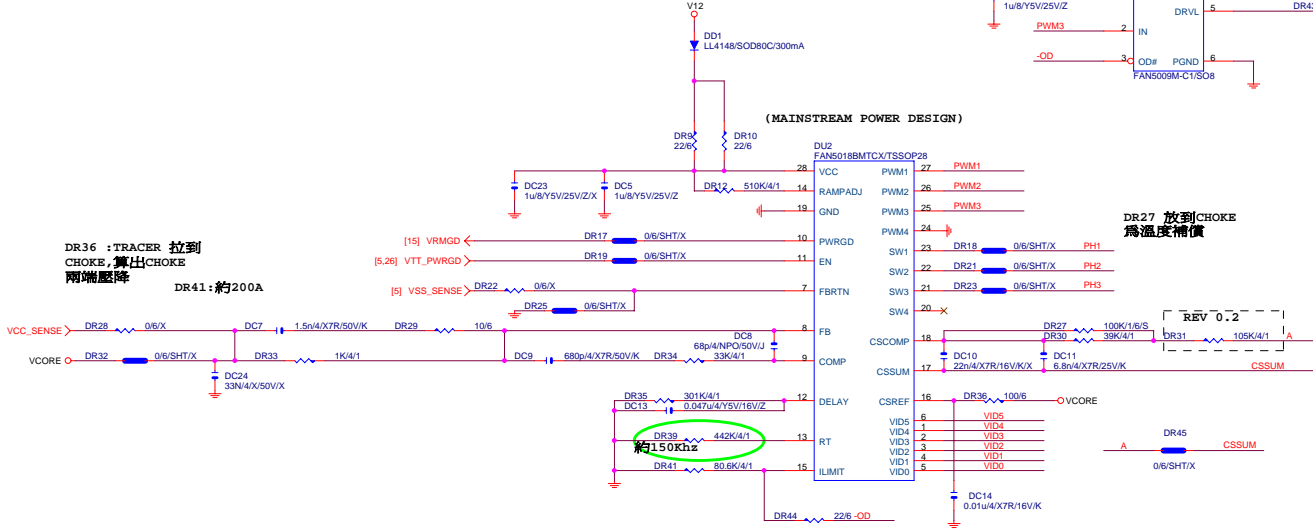 V12
DD1
LL4148/SOD80C/300mA
1u/8/Y5V/25V/Z
PWM3 2 IN
DRVL 5
-OD 3 OD# PGND 6
FAN5009M-C1/SO8
(MAINSTREAM POWER DESIGN)
DR9
22/6
DR10
22/6
DU2
FAN5018BMTCX/TSSOP28
DC23
1u/8/Y5V/25V/Z/X
DC5
1u/8/Y5V/25V/Z
DR12 510K/4/1
28 VCC PWM1 27 PWM1
14 RAMPADJ PWM2 26 PWM2
19 GND PWM3 25 PWM3
PWM4 24
[15] VRMGD DR17 0/6/SHT/X 10 PWRGD
SW1 23 DR18 0/6/SHT/X PH1
[5,26] VTT_PWRGD DR19 0/6/SHT/X 11 EN
SW2 22 DR21 0/6/SHT/X PH2
[5] VSS_SENSE DR22 0/6/X 7 FBRTN
SW3 21 DR23 0/6/SHT/X PH3
DR25 0/6/SHT/X
SW4 20
DR27 放到CHOKE
為溫度補償
DR36 :TRACER 拉到
CHOKE,算出CHOKE
兩端壓降
DR41:約200A
VCC_SENSE DR28 0/6/X DC7 1.5n/4/X7R/50V/K DR29 10/6 8 FB
DC8
68p/4/NPO/50V/J
VCORE DR32 0/6/SHT/X DR33 1K/4/1 DC9 680p/4/X7R/50V/K DR34 33K/4/1 9 COMP
DC24
33N/4/X/50V/X
REV 0.2
DR27 100K/1/6/S
CSCOMP 18 DR30 39K/4/1 DR31 105K/4/1 A
DC10
22n/4/X7R/16V/K/X
DC11
6.8n/4/X7R/25V/K
CSSUM 17 CSSUM
DR35 301K/4/1 12 DELAY
DC13 0.047u/4/Y5V/16V/Z
CSREF 16 DR36 100/6 VCORE
DR39 442K/4/1 13 RT
約150Khz
DR41 80.6K/4/1 15 ILIMIT
VID5 6 VID5
VID4 1 VID4
VID3 2 VID3
VID2 3 VID2
VID1 4 VID1
VID0 5 VID0
DR45
A CSSUM
0/6/SHT/X
DC14
0.01u/4/X7R/16V/K
DR44 22/6 -OD